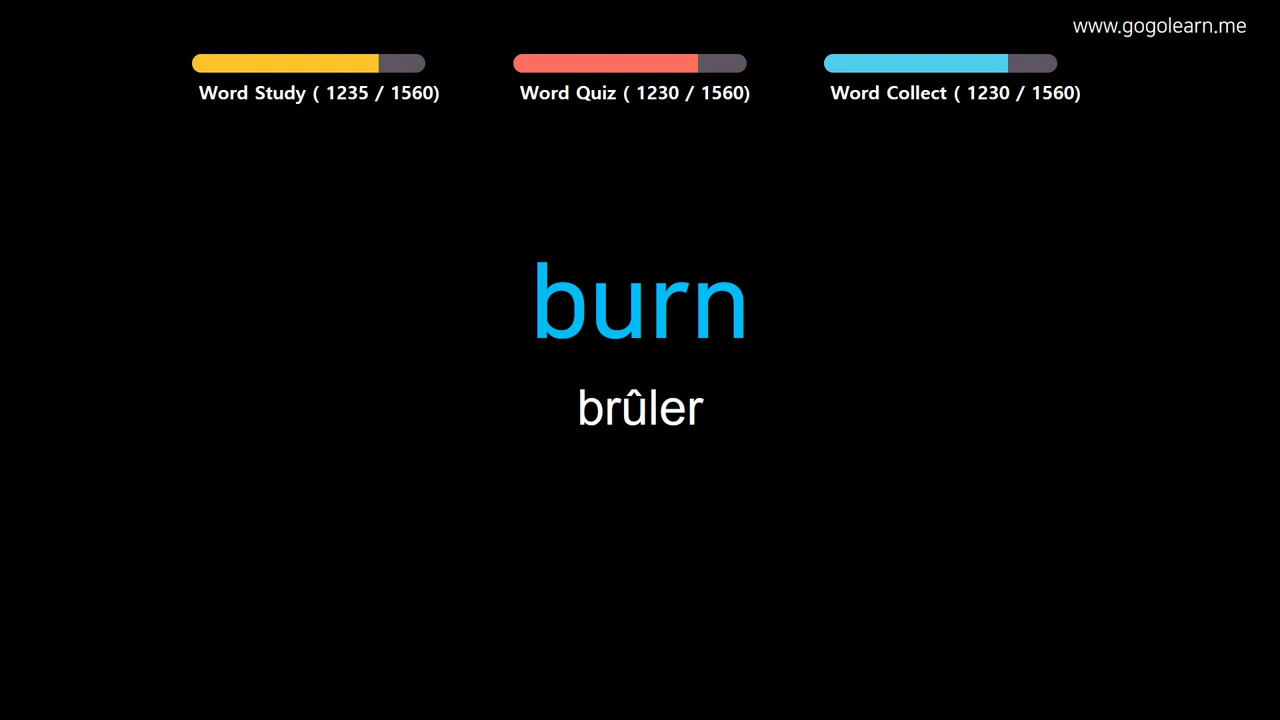 www.gogolearn.me
Word Study ( 1235 / 1560)
Word Quiz ( 1230 / 1560)
Word Collect ( 1230 / 1560)
burn
brûler